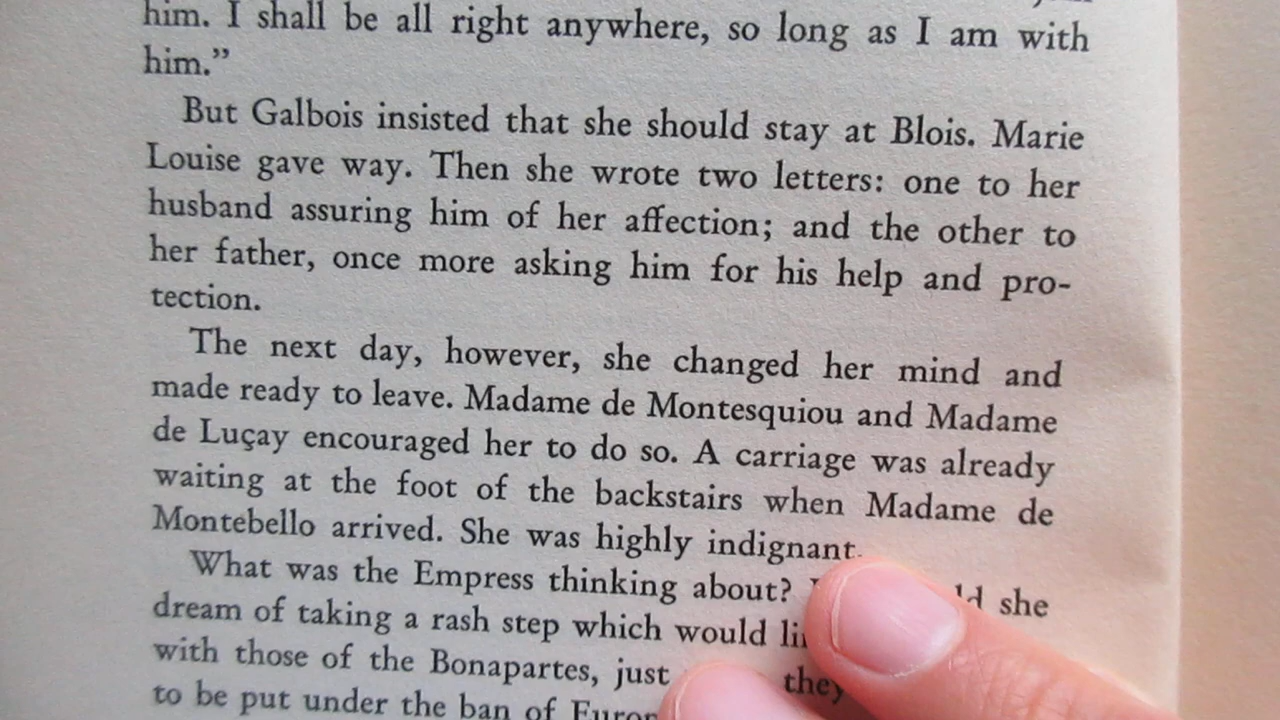 him. I shall be all right anywhere, so long as I am with
him.”
But Galbois insisted that she should stay at Blois. Marie
Louise gave way. Then she wrote two letters: one to her
husband assuring him of her affection; and the other to
her father, once more asking him for his help and pro-
tection.
The next day, however, she changed her mind and
made ready to leave. Madame de Montesquiou and Madame
de Luçay encouraged her to do so. A carriage was already
waiting at the foot of the backstairs when Madame de
Montebello arrived. She was highly indignant.
What was the Empress thinking about? she
dream of taking a rash step which would
with those of the Bonapartes, just they
to be put under the ban of